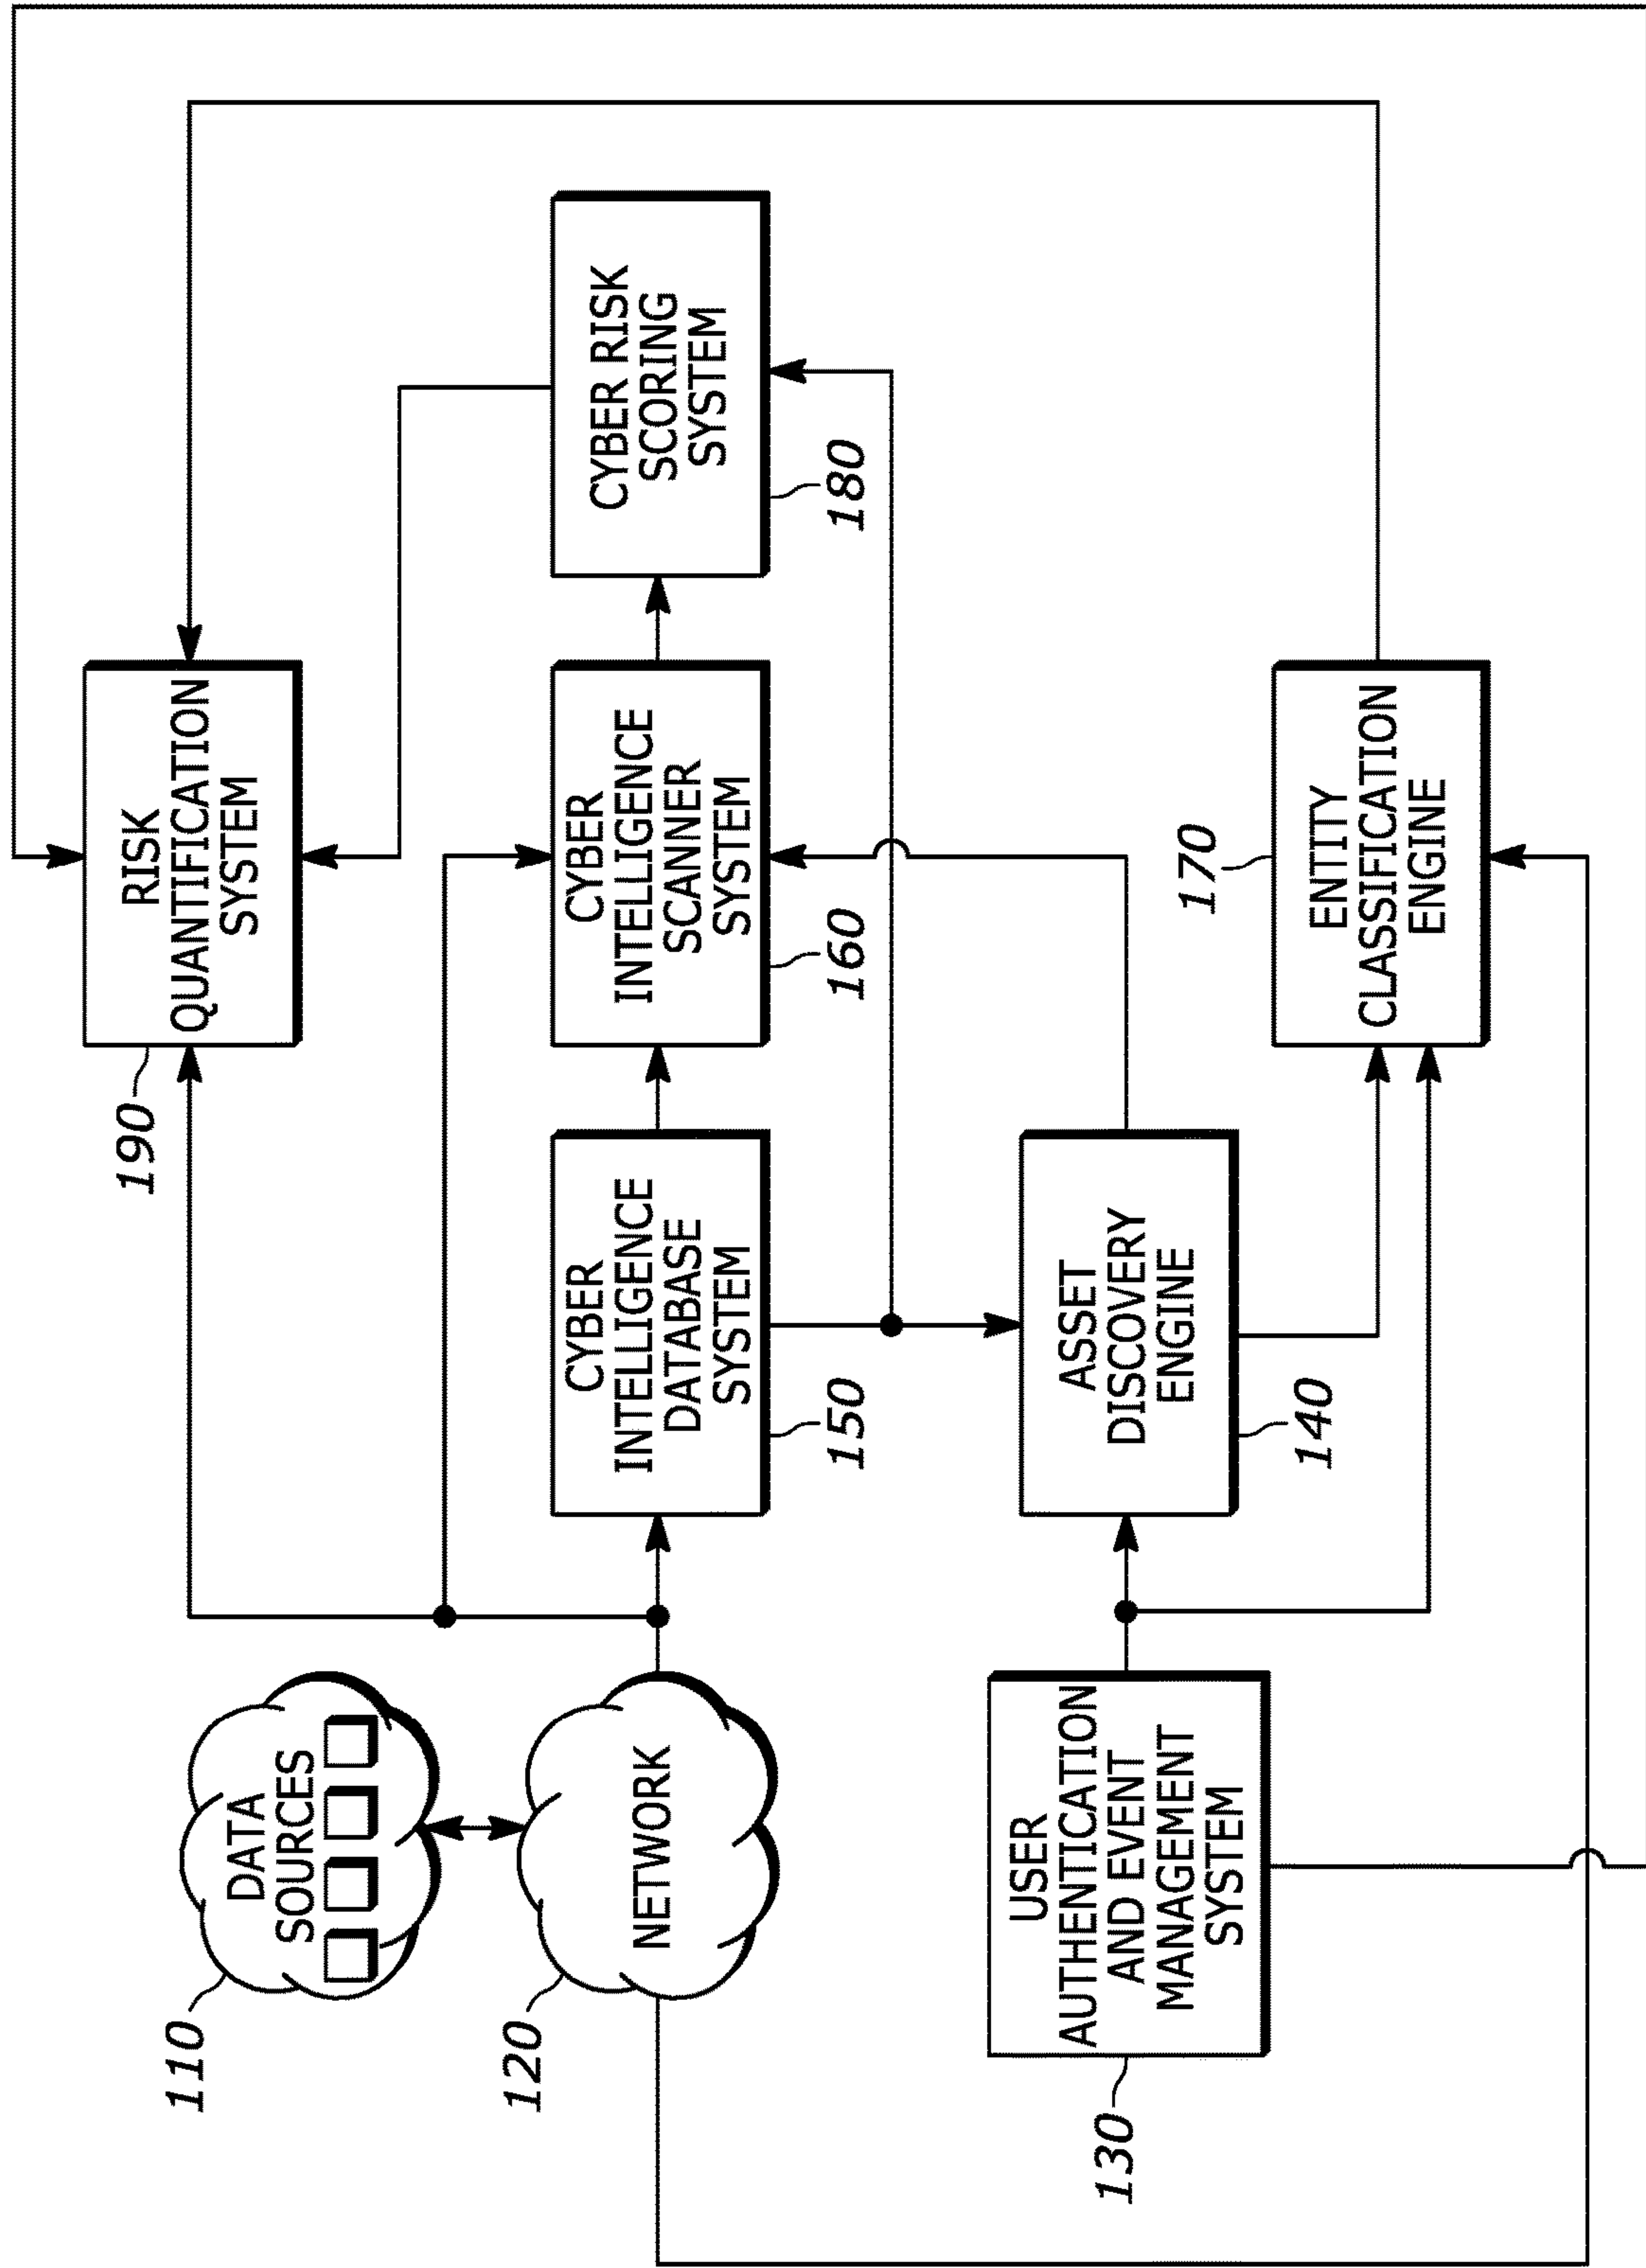 110
DATA
SOURCES
120
NETWORK
130
USER
AUTHENTICATION
AND EVENT
MANAGEMENT
SYSTEM
190
RISK
QUANTIFICATION
SYSTEM
150
CYBER
INTELLIGENCE
DATABASE
SYSTEM
160
CYBER
INTELLIGENCE
SCANNER
SYSTEM
180
CYBER RISK
SCORING
SYSTEM
140
ASSET
DISCOVERY
ENGINE
170
ENTITY
CLASSIFICATION
ENGINE